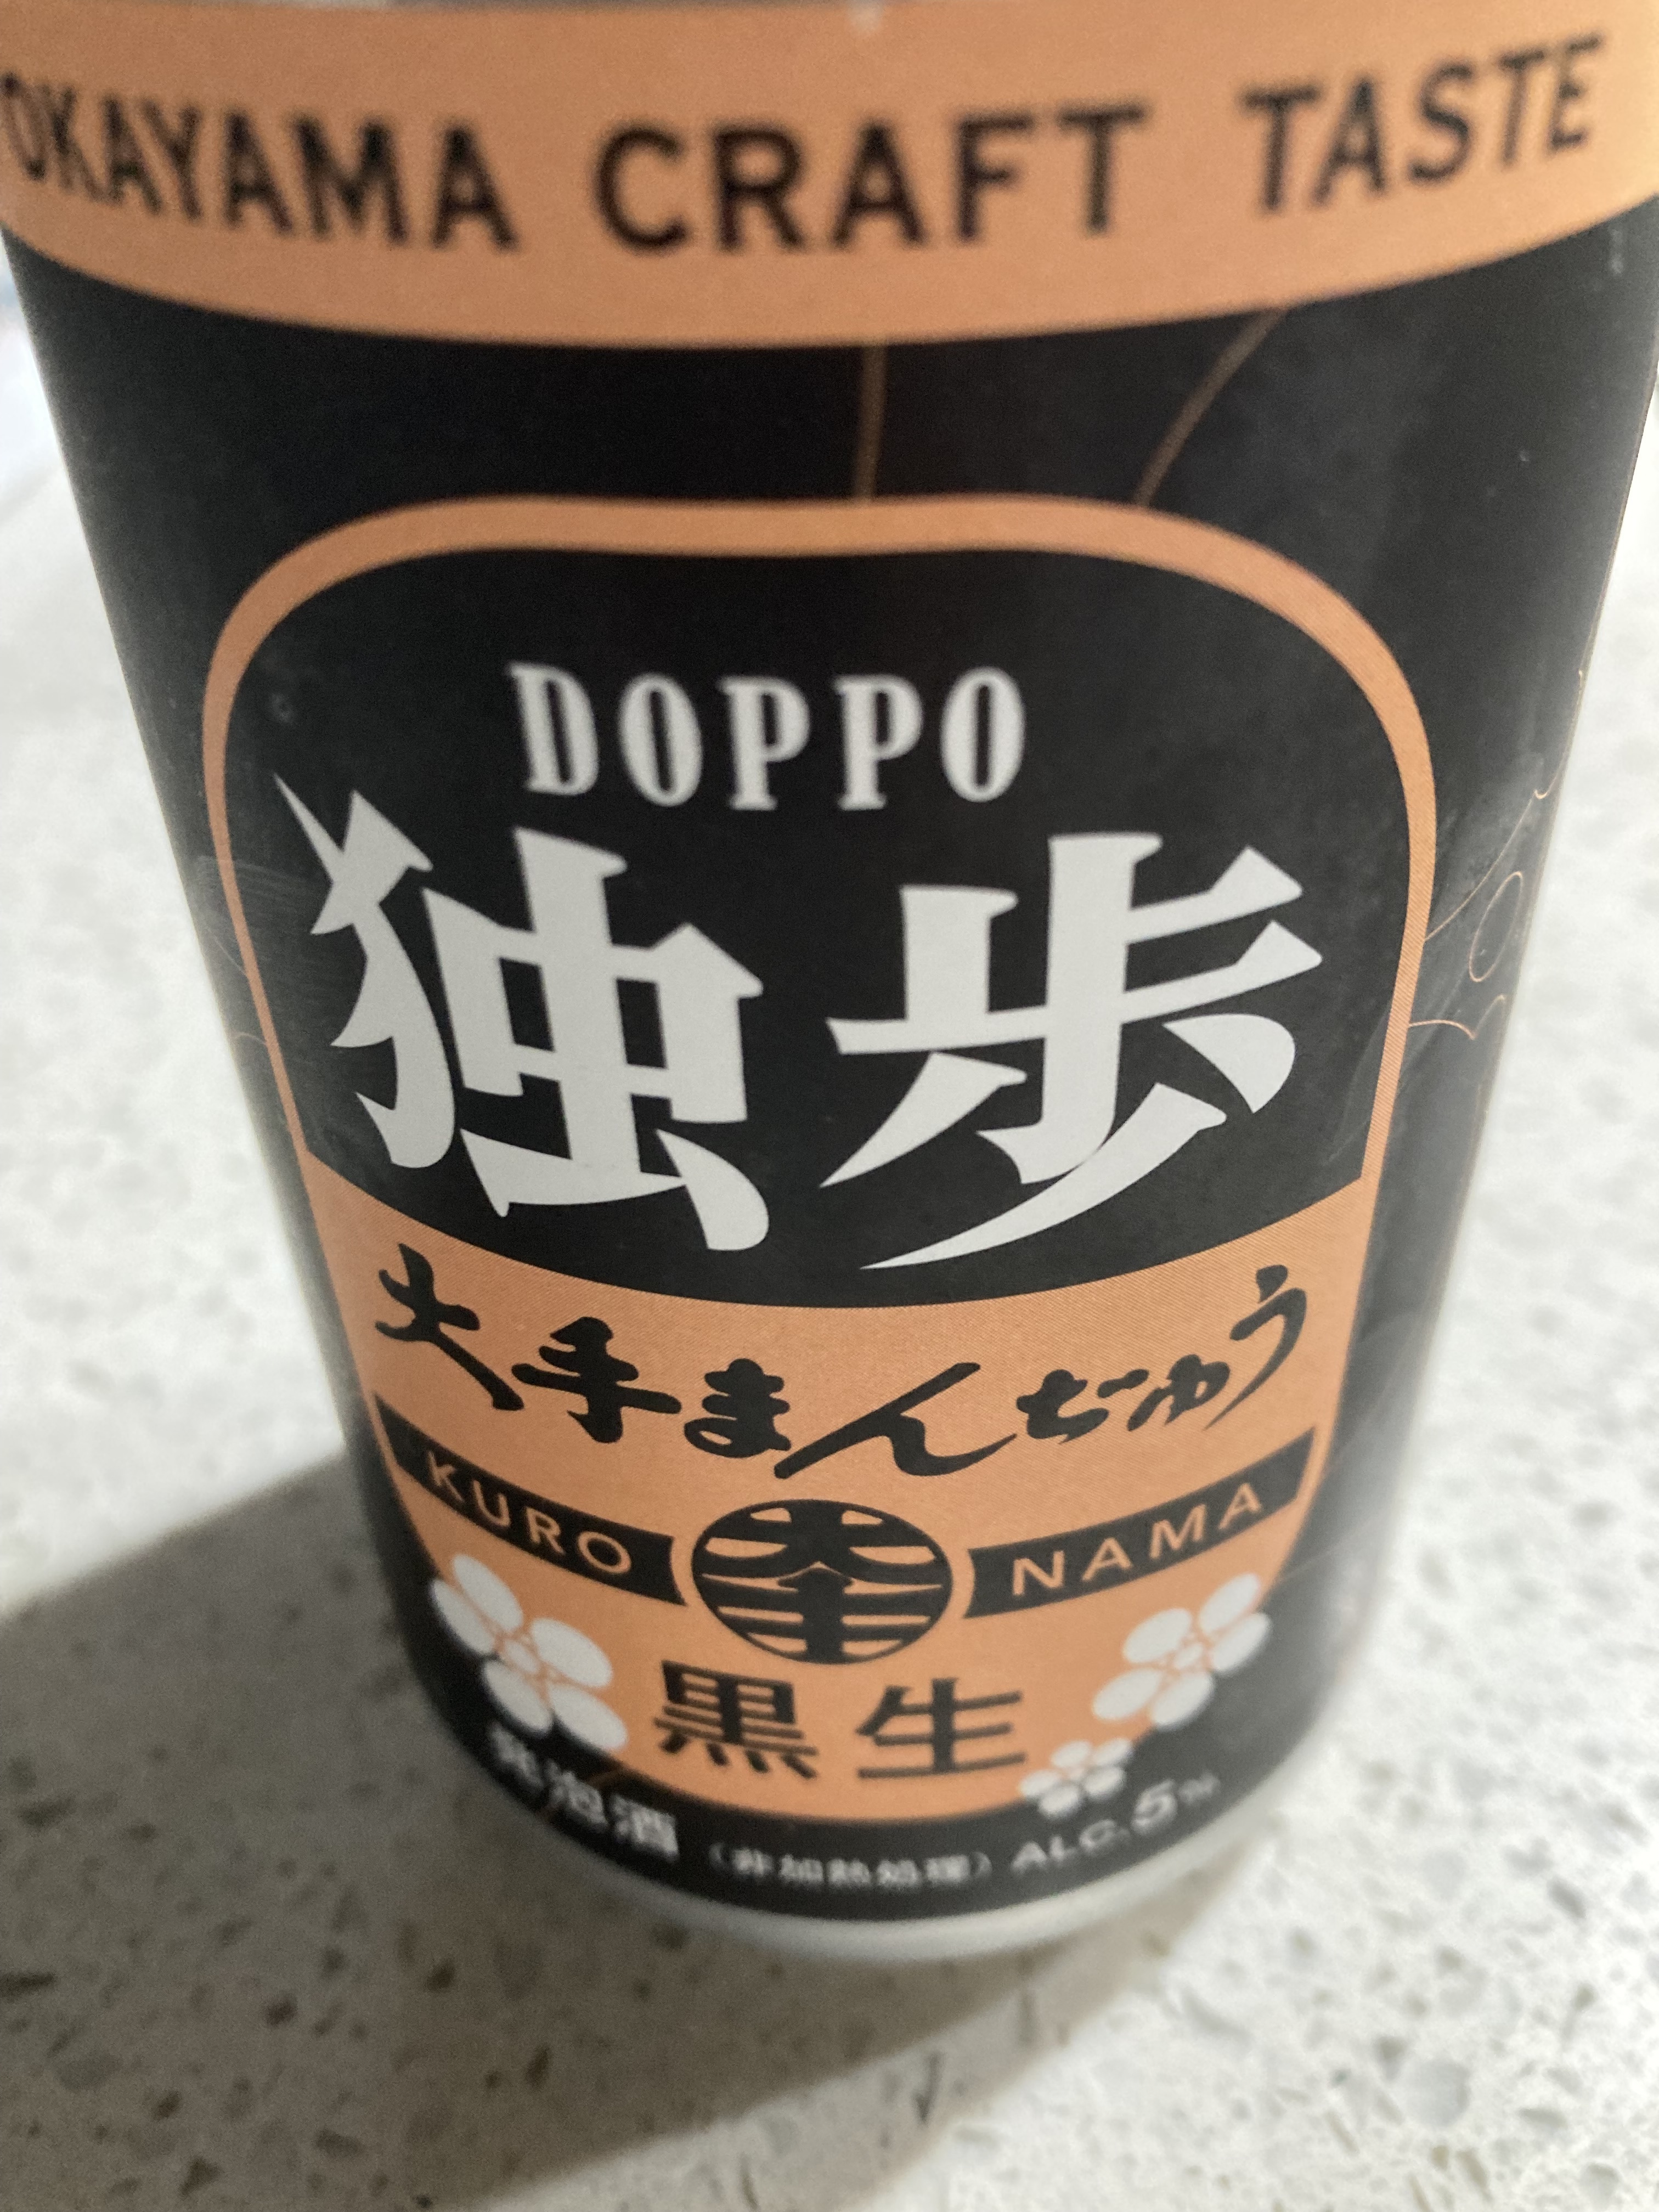 OKAYAMA CRAFT TASTE
DOPPO
独歩
大手まんぢゅう
KURO NAMA
黒生
発泡酒 (非加熱処理) ALC.5%